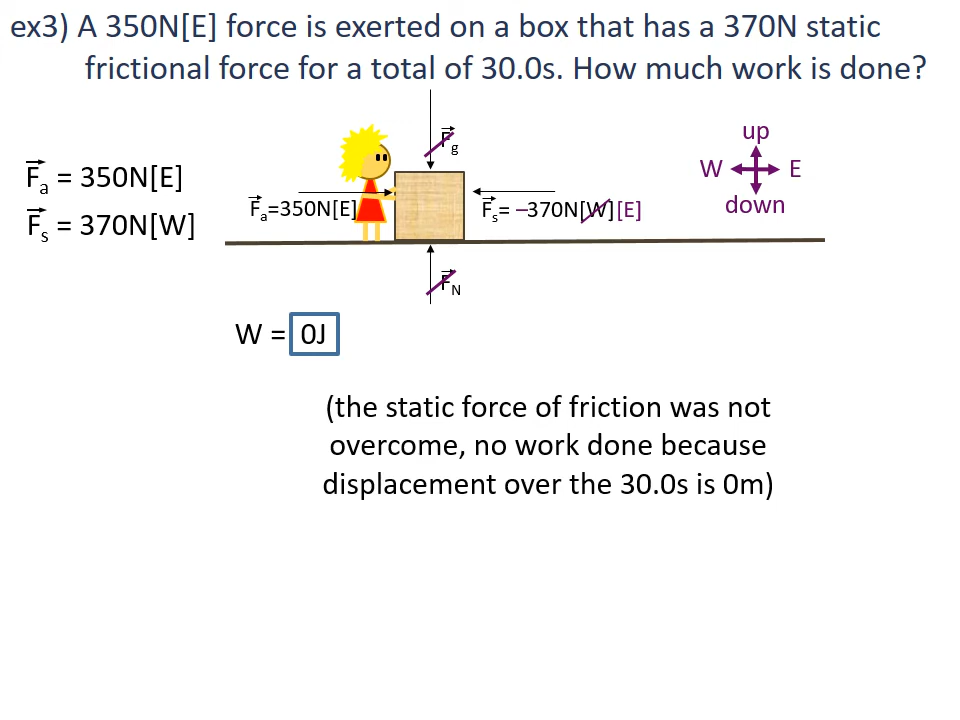 ex3) A 350N[E] force is exerted on a box that has a 370N static
frictional force for a total of 30.0s. How much work is done?
F⃗g
up
W E
down
F⃗a = 350N[E]
F⃗s = 370N[W]
F⃗a=350N[E]
F⃗s= –370N[W][E]
F⃗N
W = 0J
(the static force of friction was not
overcome, no work done because
displacement over the 30.0s is 0m)